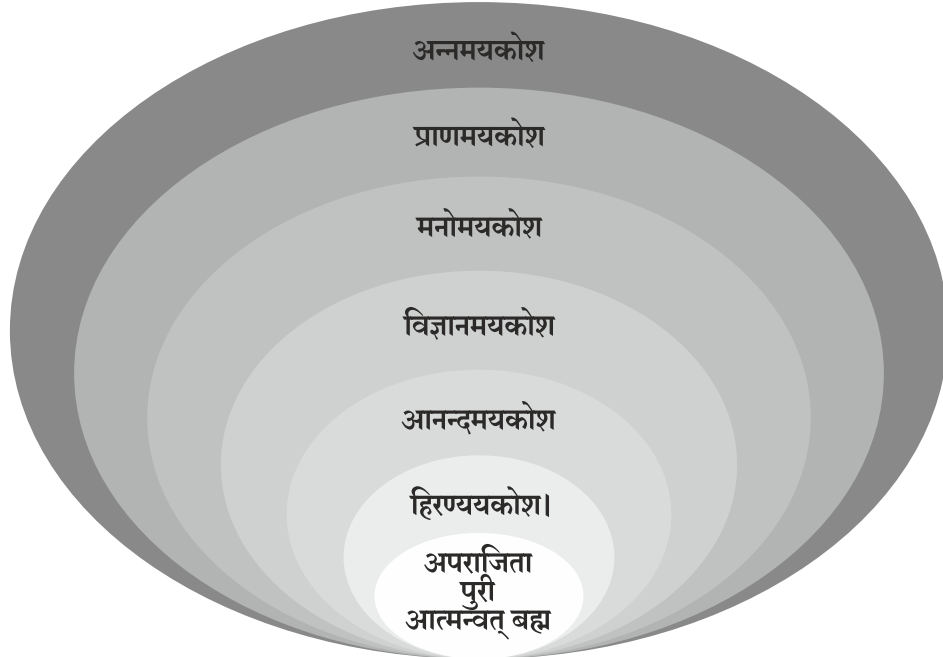 अन्नमयकोश
प्राणमयकोश
मनोमयकोश
विज्ञानमयकोश
आनन्दमयकोश
हिरण्ययकोश।
अपराजिता
पुरी
आत्मन्वत् ब्रह्म